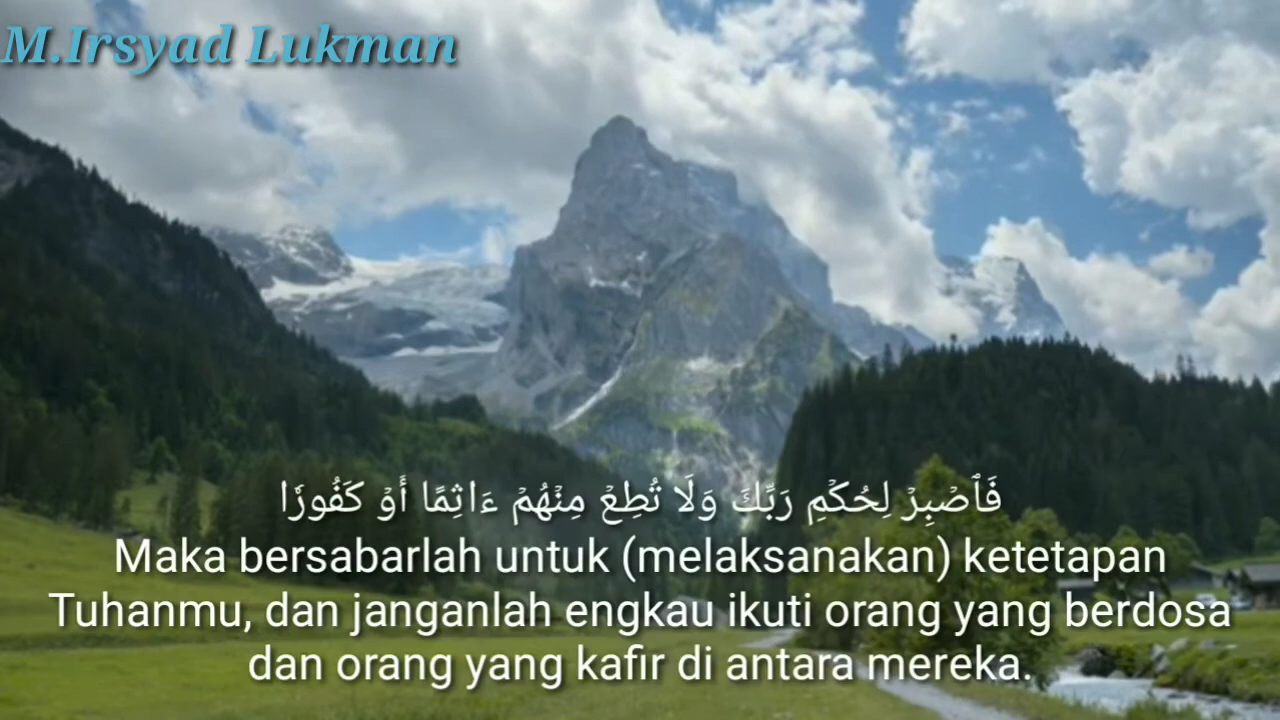 M.Irsyad Lukman
فَٱصۡبِرۡ لِحُكۡمِ رَبِّكَ وَلَا تُطِعۡ مِنۡهُمۡ ءَاثِمًا أَوۡ كَفُورٗا
Maka bersabarlah untuk (melaksanakan) ketetapan
Tuhanmu, dan janganlah engkau ikuti orang yang berdosa
dan orang yang kafir di antara mereka.